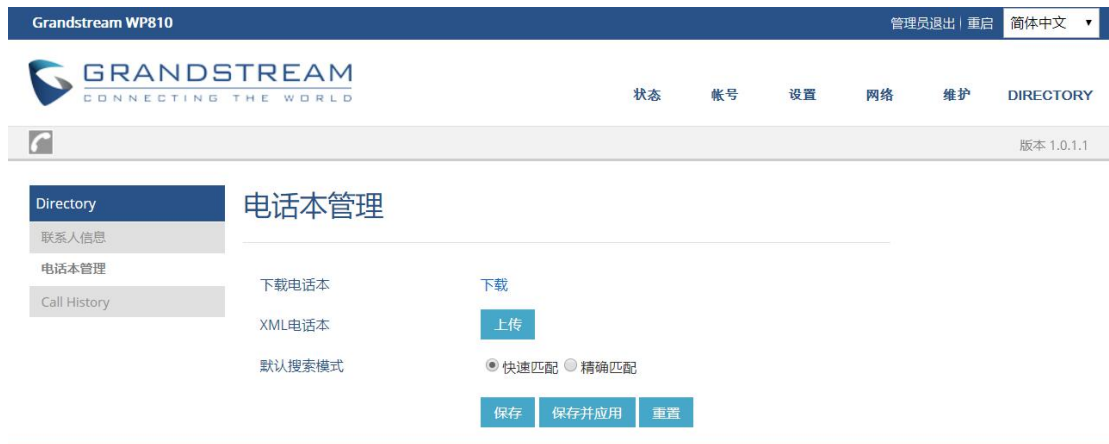 Grandstream WP810 管理员退出 | 重启 简体中文
GRANDSTREAM
CONNECTING THE WORLD
状态 帐号 设置 网络 维护 DIRECTORY
版本 1.0.1.1
Directory
联系人信息
电话本管理
Call History
电话本管理
下载电话本 下载
XML电话本 上传
默认搜索模式 快速匹配 精确匹配
保存 保存并应用 重置